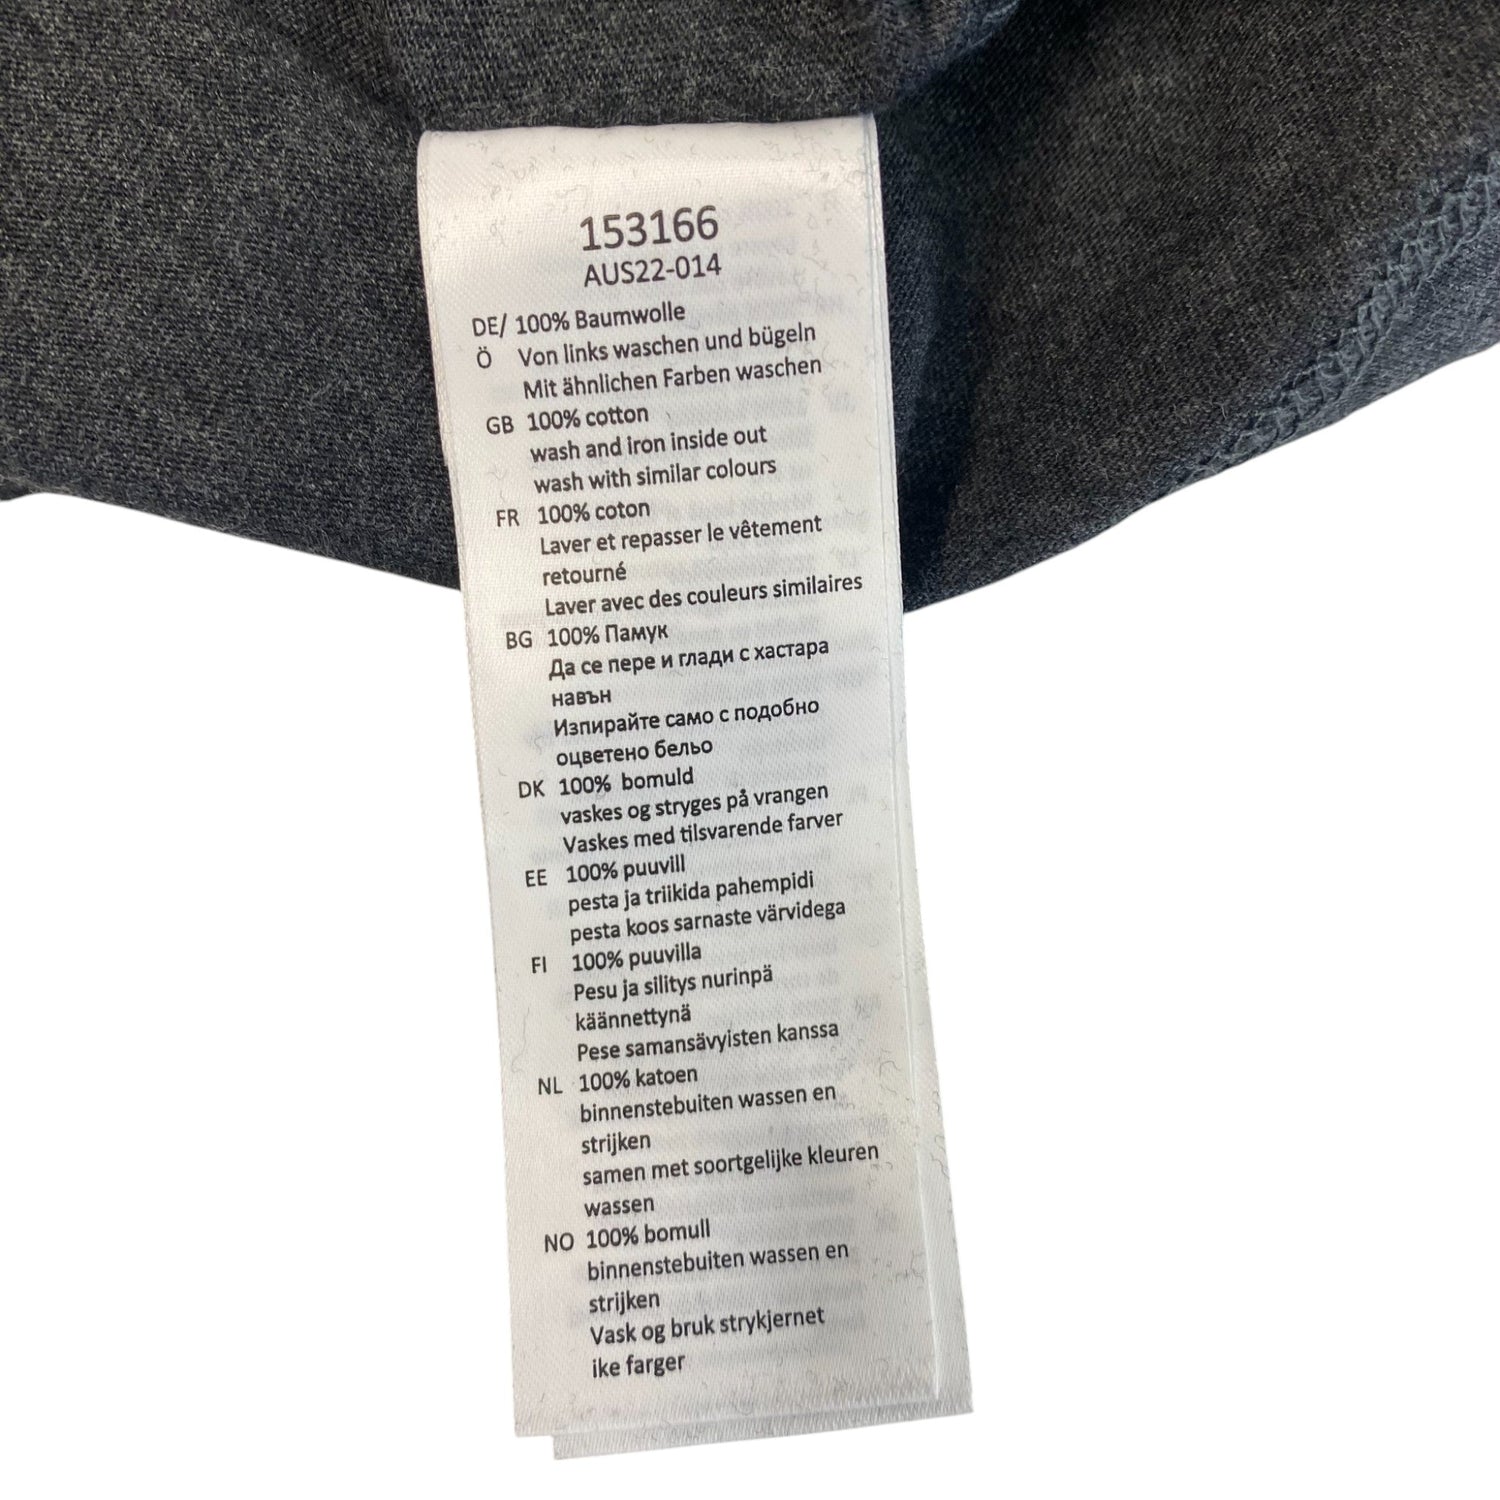 153166
AUS22-014
DE/ 100% Baumwolle
Ö Von links waschen und bügeln
Mit ähnlichen Farben waschen
GB 100% cotton
wash and iron inside out
wash with similar colours
FR 100% coton
Laver et repasser le vêtement
retourné
Laver avec des couleurs similaires
BG 100% Памук
Да се пере и глади с хастара
навън
Изпирайте само с подобно
оцветено бельо
DK 100% bomuld
vaskes og stryges på vrangen
Vaskes med tilsvarende farver
EE 100% puuvill
pesta ja triikida pahempidi
pesta koos sarnaste värvidega
FI 100% puuvilla
Pesu ja silitys nurinpä
käännettynä
Pese samansävyisten kanssa
NL 100% katoen
binnenstebuiten wassen en
strijken
samen met soortgelijke kleuren
wassen
NO 100% bomull
binnenstebuiten wassen en
strijken
Vask og bruk strykjernet
ike farger